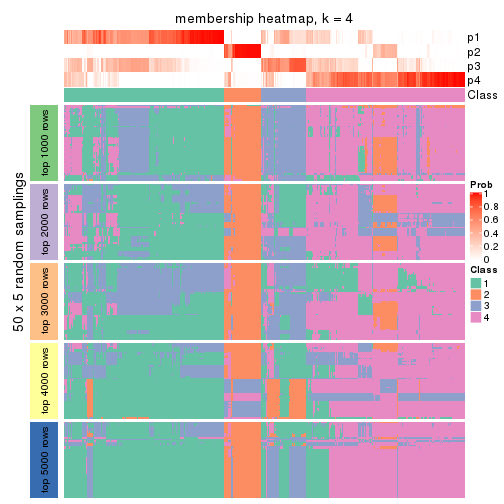 membership heatmap, k = 4
p1
p2
p3
p4
Class
50 x 5 random samplings
top 1000 rows
top 2000 rows
top 3000 rows
top 4000 rows
top 5000 rows
Prob
1
0.8
0.6
0.4
0.2
0
Class
1
2
3
4